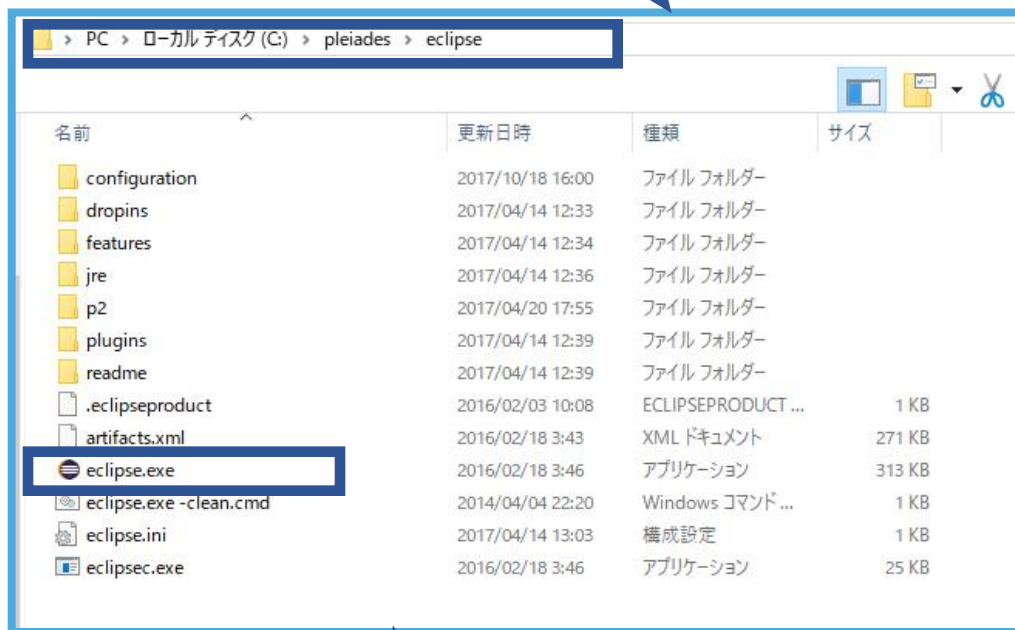 PC > ローカル ディスク (C:) > pleiades > eclipse
名前 更新日時 種類 サイズ
configuration 2017/10/18 16:00 ファイル フォルダー
dropins 2017/04/14 12:33 ファイル フォルダー
features 2017/04/14 12:34 ファイル フォルダー
jre 2017/04/14 12:36 ファイル フォルダー
p2 2017/04/20 17:55 ファイル フォルダー
plugins 2017/04/14 12:39 ファイル フォルダー
readme 2017/04/14 12:39 ファイル フォルダー
.eclipseproduct 2016/02/03 10:08 ECLIPSEPRODUCT ... 1 KB
artifacts.xml 2016/02/18 3:43 XML ドキュメント 271 KB
eclipse.exe 2016/02/18 3:46 アプリケーション 313 KB
eclipse.exe -clean.cmd 2014/04/04 22:20 Windows コマンド ... 1 KB
eclipse.ini 2017/04/14 13:03 構成設定 1 KB
eclipsec.exe 2016/02/18 3:46 アプリケーション 25 KB